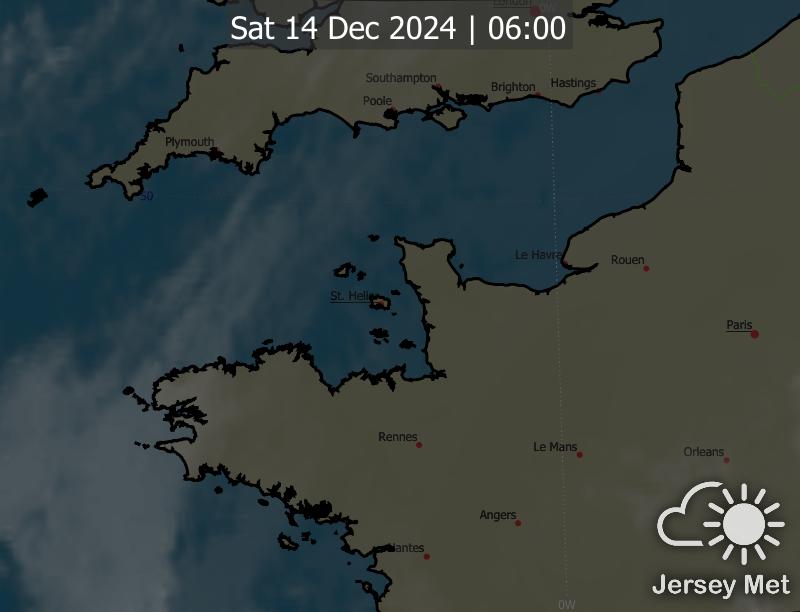 London
0W
Sat 14 Dec 2024 | 06:00
Southampton
Brighton
Hastings
Poole
Plymouth
50
Le Havre
Rouen
St. Helier
Paris
Rennes
Le Mans
Orleans
Angers
Nantes
Jersey Met
0W